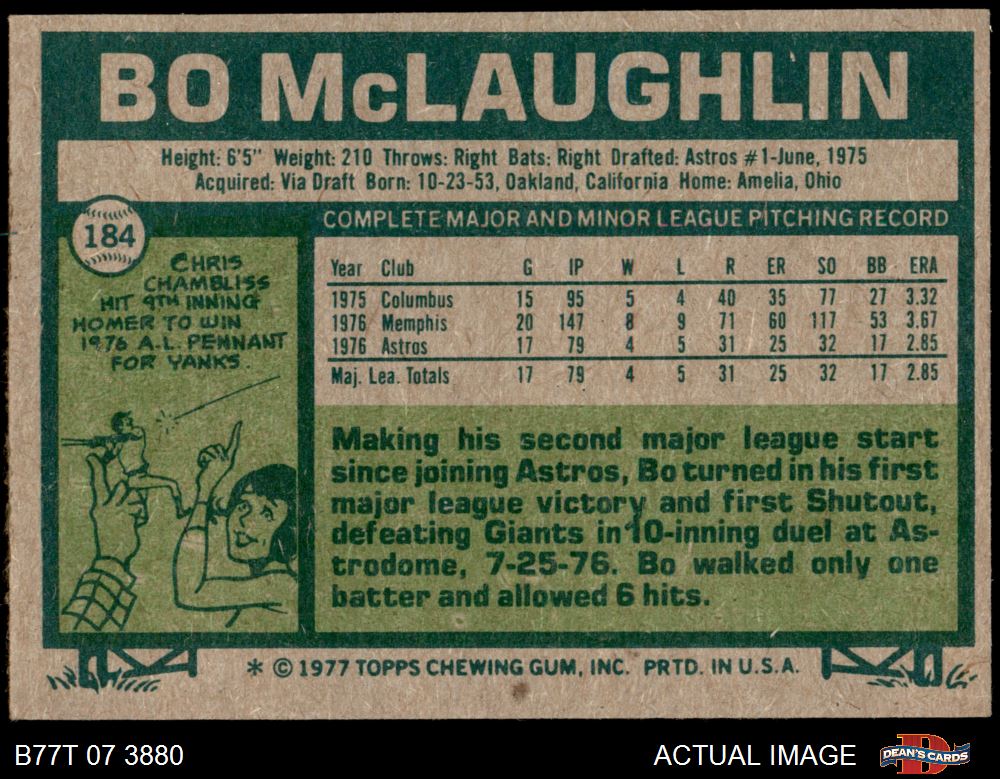 BO McLAUGHLIN
Height: 6'5" Weight: 210 Throws: Right Bats: Right Drafted: Astros #1-June, 1975
Acquired: Via Draft Born: 10-23-53, Oakland, California Home: Amelia, Ohio
184
CHRIS
CHAMBLISS
HIT 9TH INNING
HOMER TO WIN
1976 A.L. PENNANT
FOR YANKS.
COMPLETE MAJOR AND MINOR LEAGUE PITCHING RECORD
Year Club G IP W L R ER SO BB ERA
1975 Columbus 15 95 5 4 40 35 77 27 3.32
1976 Memphis 20 147 8 9 71 60 117 53 3.67
1976 Astros 17 79 4 5 31 25 32 17 2.85
Maj. Lea. Totals 17 79 4 5 31 25 32 17 2.85
Making his second major league start
since joining Astros, Bo turned in his first
major league victory and first Shutout,
defeating Giants in 10-inning duel at As-
trodome, 7-25-76. Bo walked only one
batter and allowed 6 hits.
* © 1977 TOPPS CHEWING GUM, INC. PRTD. IN U.S.A.
B77T 07 3880 ACTUAL IMAGE DEAN'S CARDS